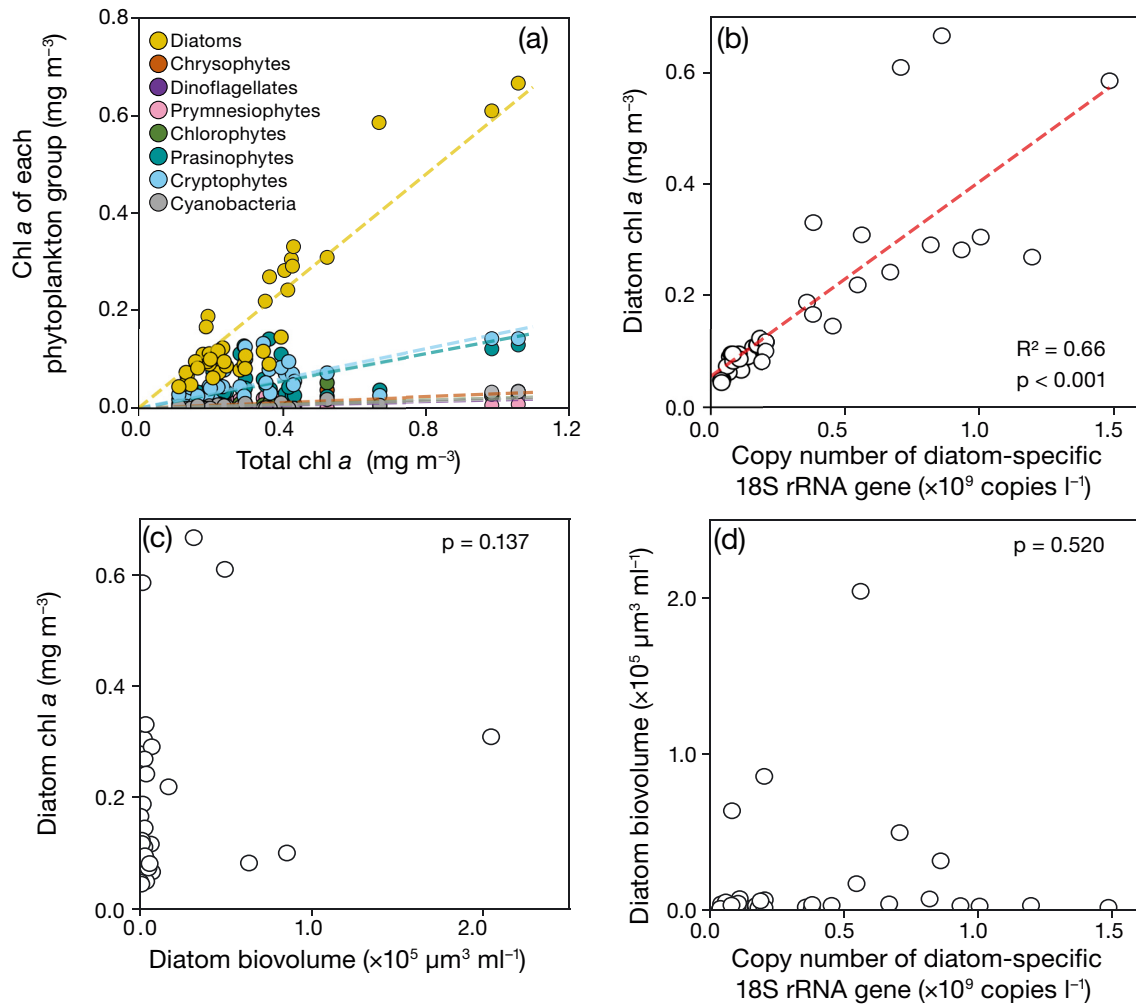 (a)
0.8
0.6
0.4
0.2
0.0
Chl a of each
phytoplankton group (mg m⁻³)
Diatoms
Chrysophytes
Dinoflagellates
Prymnesiophytes
Chlorophytes
Prasinophytes
Cryptophytes
Cyanobacteria
0.0 0.4 0.8 1.2
Total chl a (mg m⁻³)
(b)
0.6
0.4
0.2
0.0
Diatom chl a (mg m⁻³)
R² = 0.66
p < 0.001
0.0 0.5 1.0 1.5
Copy number of diatom-specific
18S rRNA gene (×10⁹ copies l⁻¹)
(c)
p = 0.137
0.6
0.4
0.2
0.0
Diatom chl a (mg m⁻³)
0.0 1.0 2.0
Diatom biovolume (×10⁵ µm³ ml⁻¹)
(d)
p = 0.520
2.0
1.0
0.0
Diatom biovolume (×10⁵ µm³ ml⁻¹)
0.0 0.5 1.0 1.5
Copy number of diatom-specific
18S rRNA gene (×10⁹ copies l⁻¹)